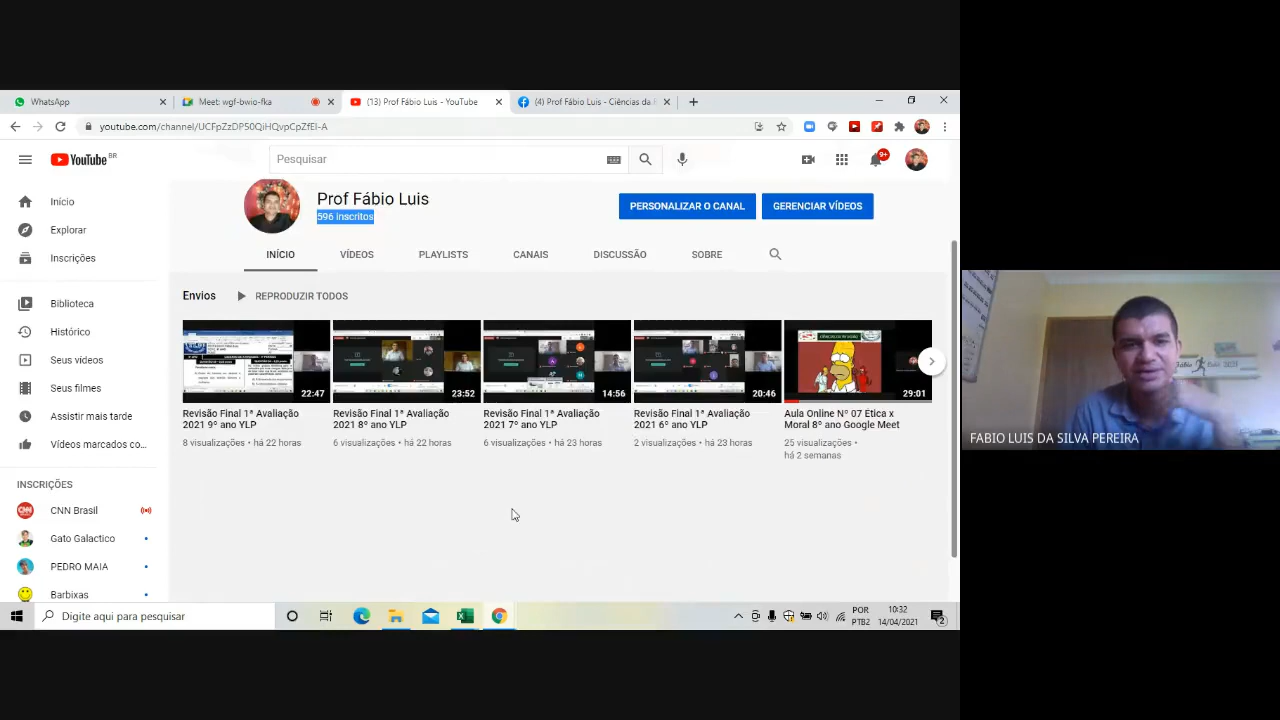 WhatsApp
Meet: wgf-bwio-fka
(13) Prof Fábio Luis - YouTube
(4) Prof Fábio Luis - Ciências da N
youtube.com/channel/UCFpZzDP50QiHQvpCpZfEI-A
YouTube BR
Pesquisar
9+
Prof Fábio Luis
596 inscritos
PERSONALIZAR O CANAL
GERENCIAR VÍDEOS
INÍCIO
VÍDEOS
PLAYLISTS
CANAIS
DISCUSSÃO
SOBRE
Início
Explorar
Inscrições
Biblioteca
Histórico
Seus vídeos
Seus filmes
Assistir mais tarde
Vídeos marcados co...
INSCRIÇÕES
CNN Brasil
Gato Galactico
PEDRO MAIA
Barbixas
Envios
REPRODUZIR TODOS
22:47
Revisão Final 1ª Avaliação
2021 9º ano YLP
8 visualizações • há 22 horas
23:52
Revisão Final 1ª Avaliação
2021 8º ano YLP
6 visualizações • há 22 horas
14:56
Revisão Final 1ª Avaliação
2021 7º ano YLP
6 visualizações • há 23 horas
20:46
Revisão Final 1ª Avaliação
2021 6º ano YLP
2 visualizações • há 23 horas
29:01
Aula Online Nº 07 Ética x
Moral 8º ano Google Meet
25 visualizações •
há 2 semanas
FABIO LUIS DA SILVA PEREIRA
Digite aqui para pesquisar
POR
PTB2
10:32
14/04/2021
2